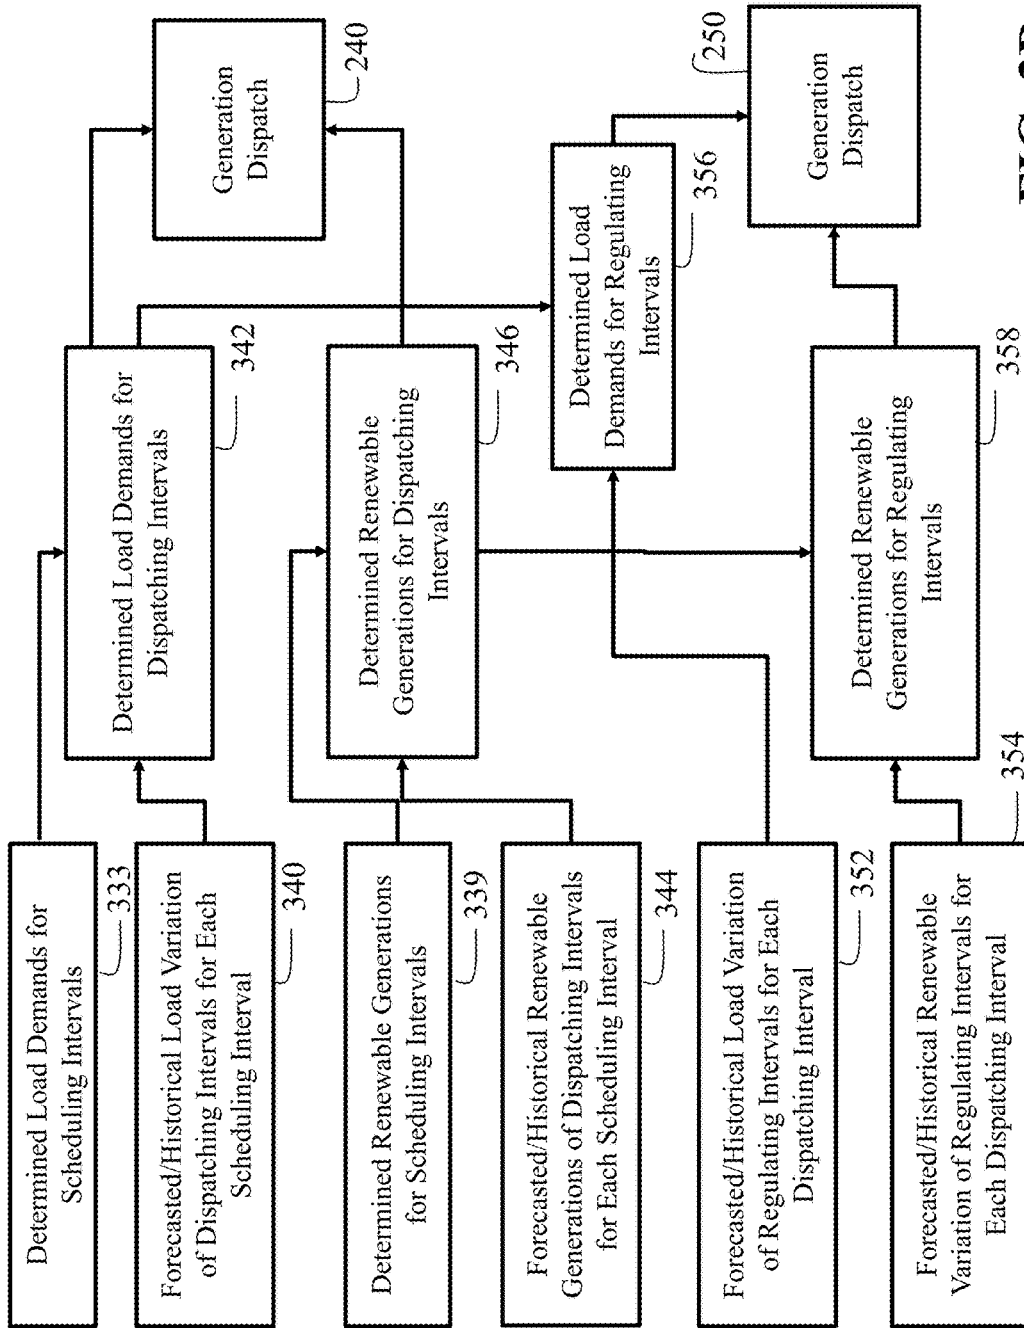 Determined Load Demands for
Scheduling Intervals
333
Forecasted/Historical Load Variation
of Dispatching Intervals for Each
Scheduling Interval
340
Determined Renewable Generations
for Scheduling Intervals
339
Forecasted/Historical Renewable
Generations of Dispatching Intervals
for Each Scheduling Interval
344
Forecasted/Historical Load Variation
of Regulating Intervals for Each
Dispatching Interval
352
Forecasted/Historical Renewable
Variation of Regulating Intervals for
Each Dispatching Interval
354
Determined Load Demands for
Dispatching Intervals
342
Determined Renewable
Generations for Dispatching
Intervals
346
Determined Load
Demands for Regulating
Intervals
356
Determined Renewable
Generations for Regulating
Intervals
358
Generation
Dispatch
240
Generation
Dispatch
250